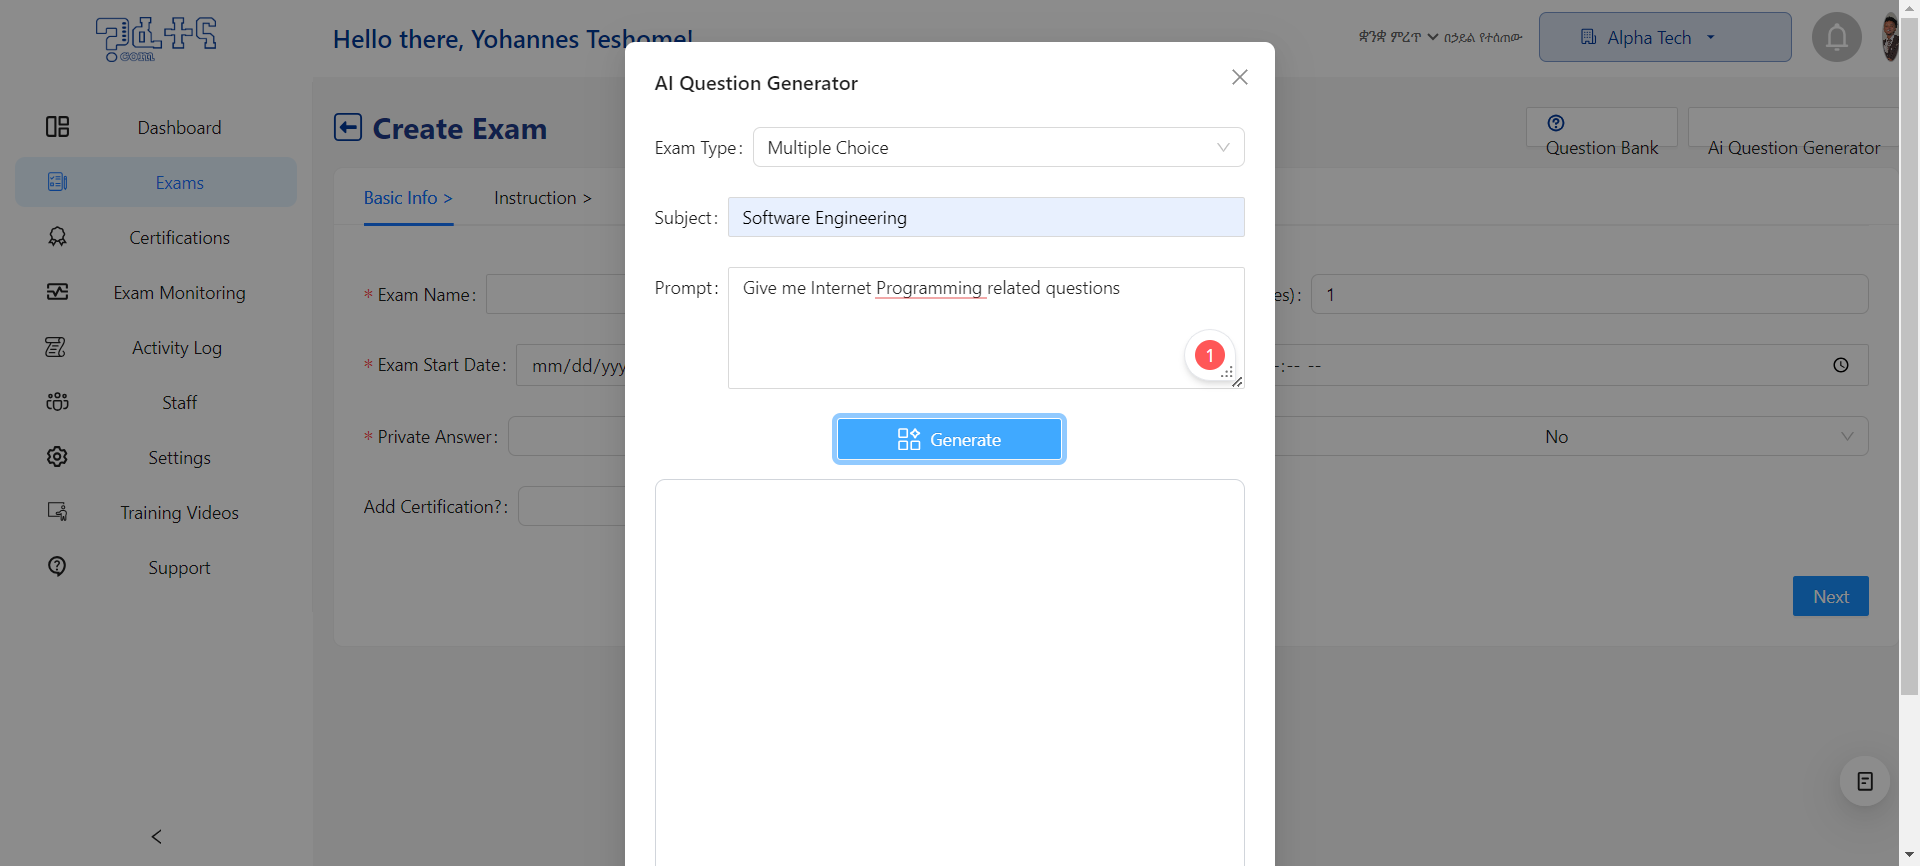 ፈተና
.com
Hello there, Yohannes Teshome!
ቋንቋ ምረጥ
በኃይል የተሰጠው
Alpha Tech
Dashboard
Exams
Certifications
Exam Monitoring
Activity Log
Staff
Settings
Training Videos
Support
Create Exam
Question Bank
Ai Question Generator
Basic Info >
Instruction >
* Exam Name:
es): 1
* Exam Start Date: mm/dd/yyy
-:-- --
* Private Answer:
No
Add Certification?:
Next
AI Question Generator
Exam Type: Multiple Choice
Subject: Software Engineering
Prompt: Give me Internet Programming related questions
1
Generate